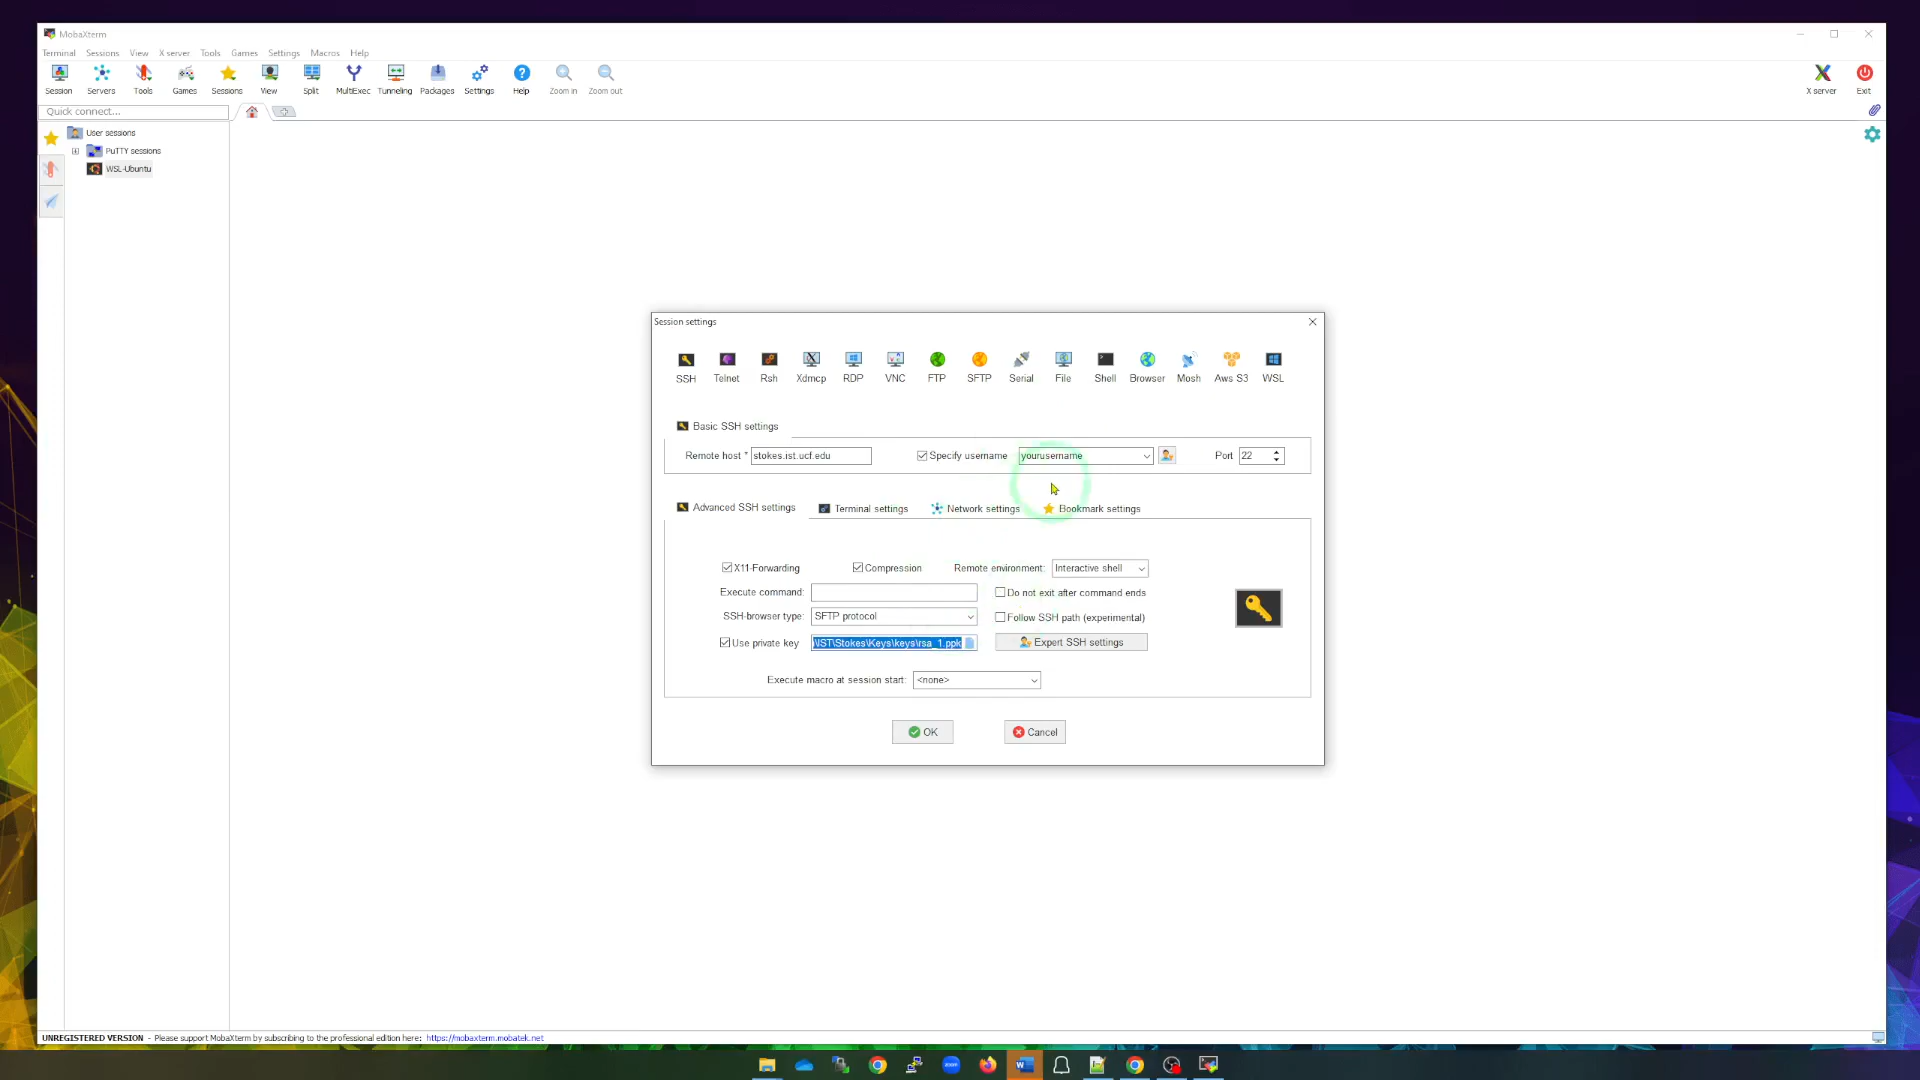 MobaXterm
Terminal Sessions View X server Tools Games Settings Macros Help
Session Servers Tools Games Sessions View Split MultiExec Tunneling Packages Settings Help Zoom in Zoom out X server Exit
Quick connect...
User sessions
PuTTY sessions
WSL-Ubuntu
Session settings
SSH Telnet Rsh Xdmcp RDP VNC FTP SFTP Serial File Shell Browser Mosh Aws S3 WSL
Basic SSH settings
Remote host * stokes.ist.ucf.edu Specify username yourusername Port 22
Advanced SSH settings Terminal settings Network settings Bookmark settings
X11-Forwarding Compression Remote environment: Interactive shell
Execute command: Do not exit after command ends
SSH-browser type: SFTP protocol Follow SSH path (experimental)
Use private key \IST\Stokes\Keys\keys\rsa_1.ppk Expert SSH settings
Execute macro at session start: <none>
OK Cancel
UNREGISTERED VERSION - Please support MobaXterm by subscribing to the professional edition here: https://mobaxterm.mobatek.net